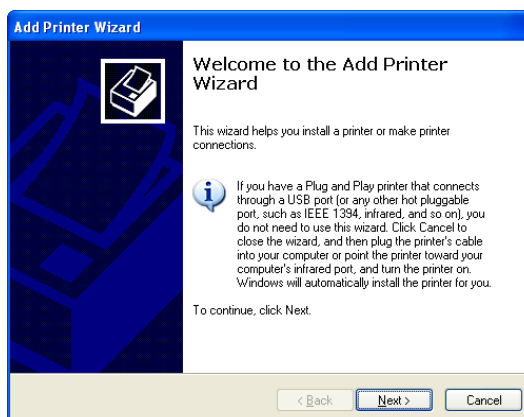 Add Printer Wizard
Welcome to the Add Printer
Wizard
This wizard helps you install a printer or make printer
connections.
If you have a Plug and Play printer that connects
through a USB port (or any other hot pluggable
port, such as IEEE 1394, infrared, and so on), you
do not need to use this wizard. Click Cancel to
close the wizard, and then plug the printer's cable
into your computer or point the printer toward your
computer's infrared port, and turn the printer on.
Windows will automatically install the printer for you.
To continue, click Next.
< Back Next > Cancel